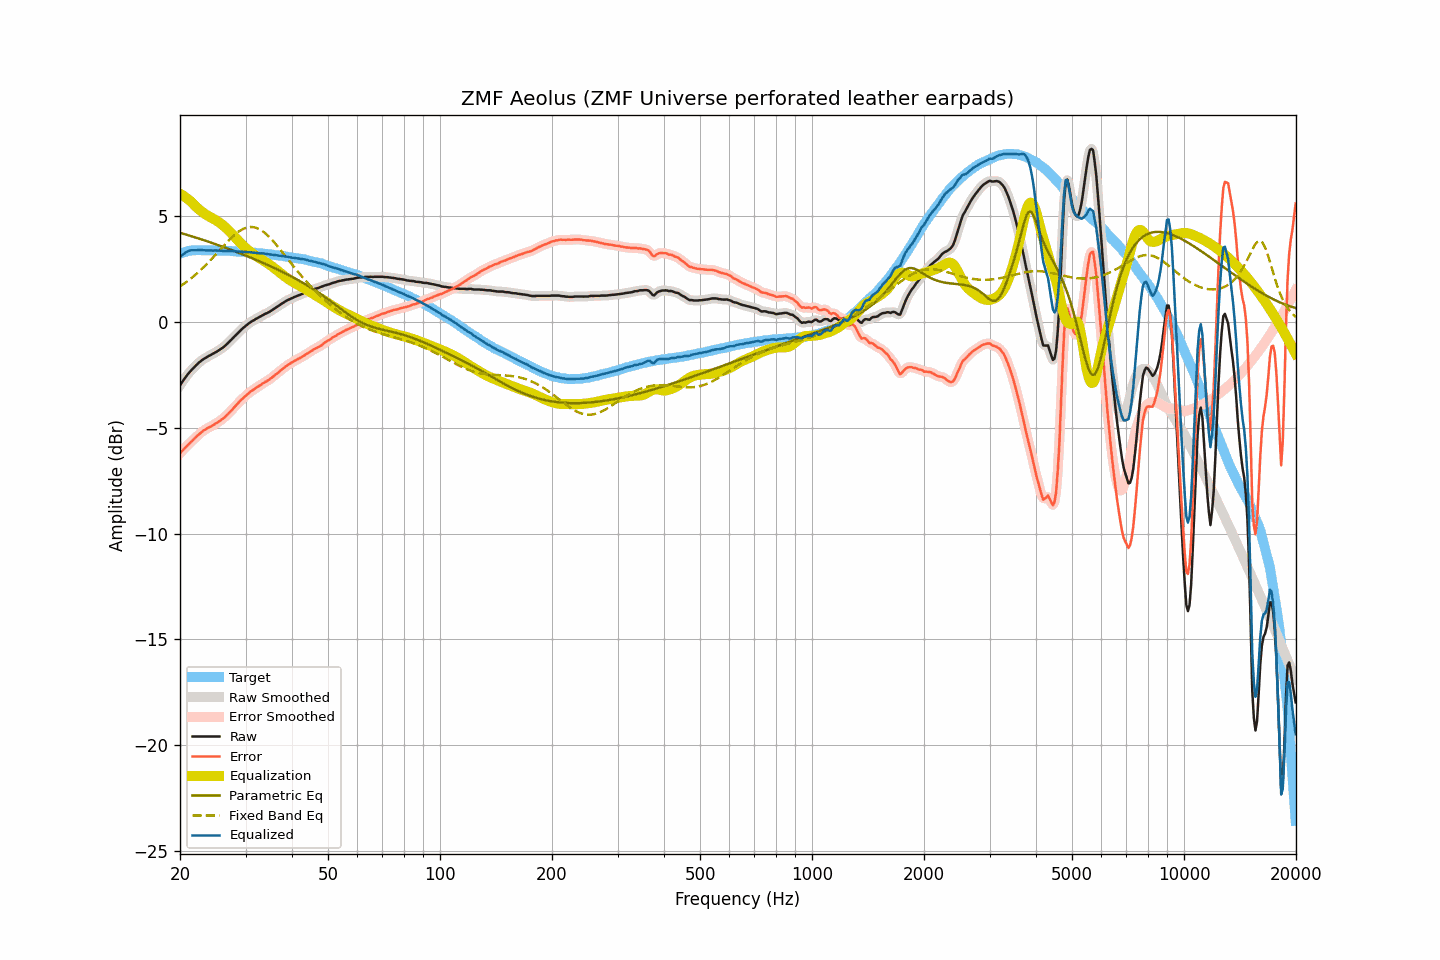 ZMF Aeolus (ZMF Universe perforated leather earpads)
Amplitude (dBr)
5
0
−5
−10
−15
−20
−25
Target
Raw Smoothed
Error Smoothed
Raw
Error
Equalization
Parametric Eq
Fixed Band Eq
Equalized
20 50 100 200 500 1000 2000 5000 10000 20000
Frequency (Hz)